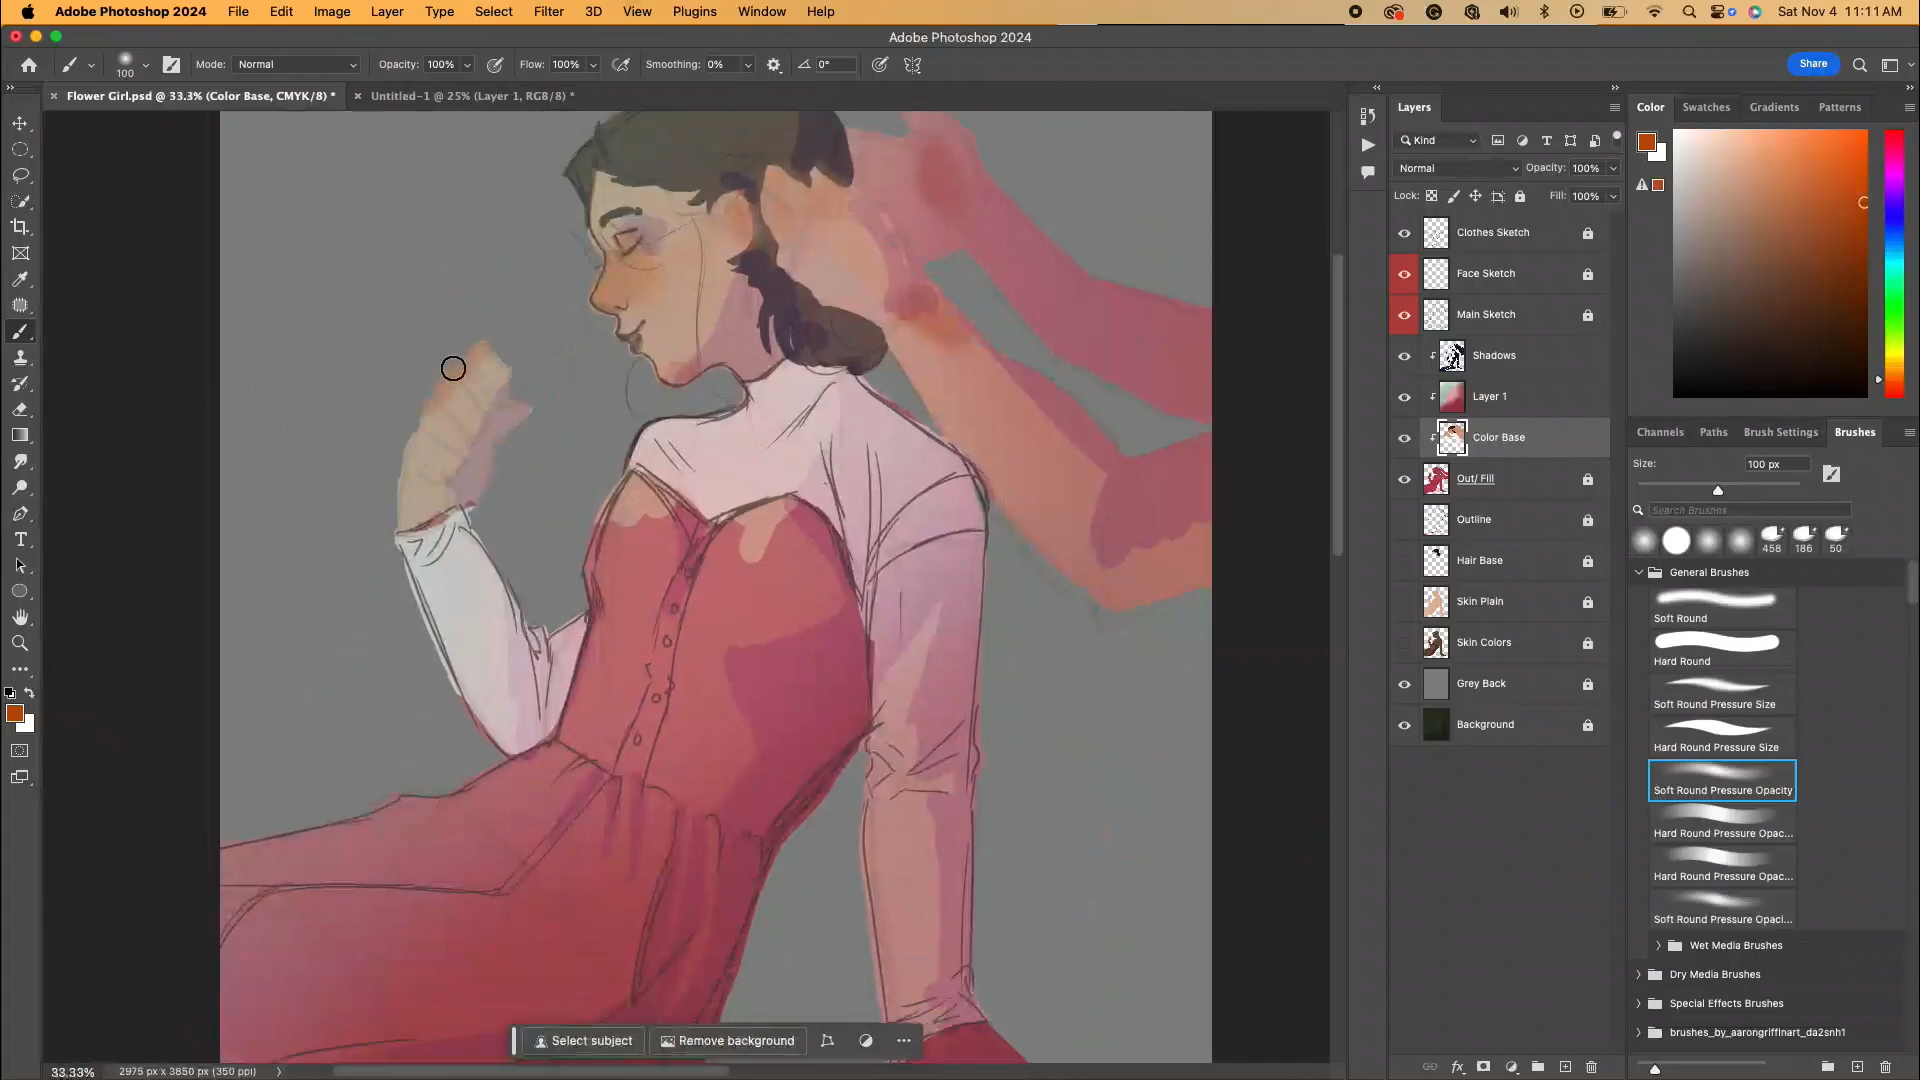 Adobe Photoshop 2024 File Edit Image Layer Type Select Filter 3D View Plugins Window Help Sat Nov 4 11:11 AM
Adobe Photoshop 2024
100 Mode: Normal Opacity: 100% Flow: 100% Smoothing: 0% 0° Share
Flower Girl.psd @ 33.3% (Color Base, CMYK/8) * Untitled-1 @ 25% (Layer 1, RGB/8) *
Layers
Kind
Normal Opacity: 100%
Lock: Fill: 100%
Clothes Sketch
Face Sketch
Main Sketch
Shadows
Layer 1
Color Base
Out/ Fill
Outline
Hair Base
Skin Plain
Skin Colors
Grey Back
Background
Color Swatches Gradients Patterns
Channels Paths Brush Settings Brushes
Size: 100 px
Search Brushes
458 186 50
General Brushes
Soft Round
Hard Round
Soft Round Pressure Size
Hard Round Pressure Size
Soft Round Pressure Opacity
Hard Round Pressure Opac...
Hard Round Pressure Opac...
Soft Round Pressure Opaci...
Wet Media Brushes
Dry Media Brushes
Special Effects Brushes
brushes_by_aarongriffinart_da2snh1
Select subject Remove background
33.33% 2975 px x 3850 px (350 ppi)